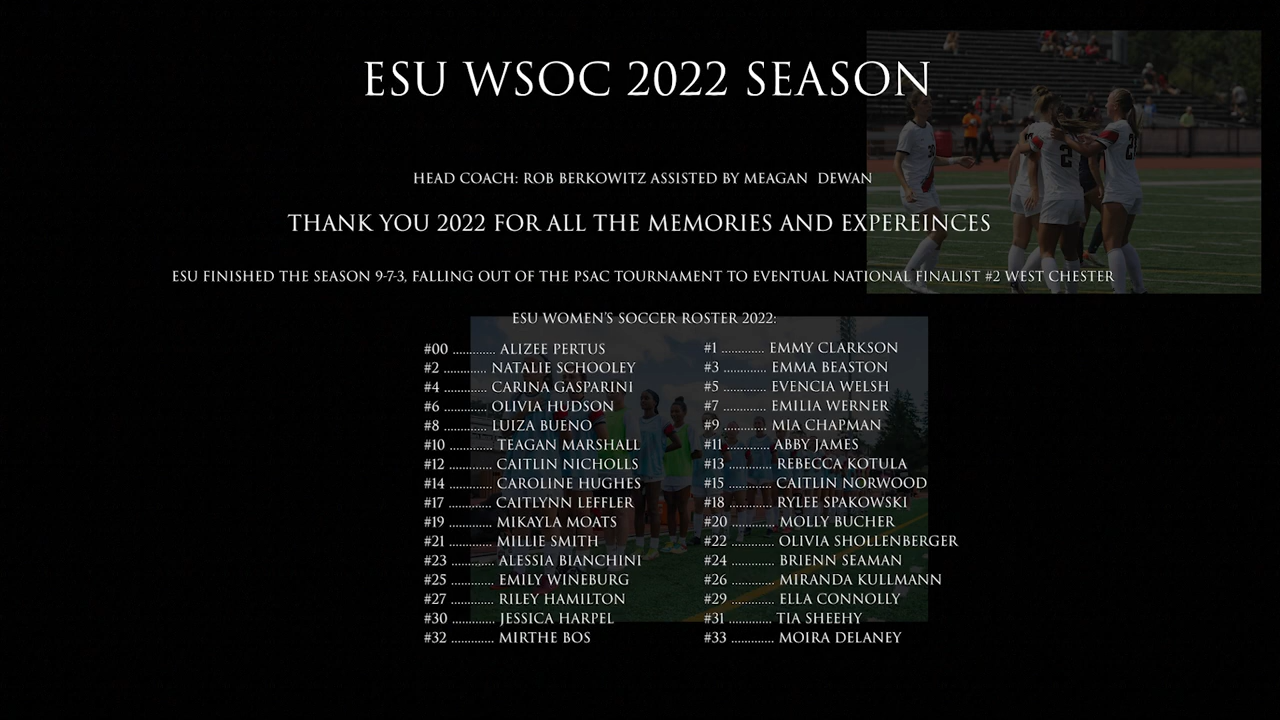 ESU WSOC 2022 SEASON
HEAD COACH: ROB BERKOWITZ ASSISTED BY MEAGAN DEWAN
THANK YOU 2022 FOR ALL THE MEMORIES AND EXPEREINCES
ESU FINISHED THE SEASON 9-7-3, FALLING OUT OF THE PSAC TOURNAMENT TO EVENTUAL NATIONAL FINALIST #2 WEST CHESTER
ESU WOMEN'S SOCCER ROSTER 2022:
#00 ............ ALIZEE PERTUS
#2 ............ NATALIE SCHOOLEY
#4 ............ CARINA GASPARINI
#6 ............ OLIVIA HUDSON
#8 ............ LUIZA BUENO
#10 ............ TEAGAN MARSHALL
#12 ............ CAITLIN NICHOLLS
#14 ............ CAROLINE HUGHES
#17 ............ CAITLYNN LEFFLER
#19 ............ MIKAYLA MOATS
#21 ............ MILLIE SMITH
#23 ............ ALESSIA BIANCHINI
#25 ............ EMILY WINEBURG
#27 ............ RILEY HAMILTON
#30 ............ JESSICA HARPEL
#32 ............ MIRTHE BOS
#1 ............ EMMY CLARKSON
#3 ............ EMMA BEASTON
#5 ............ EVENCIA WELSH
#7 ............ EMILIA WERNER
#9 ............ MIA CHAPMAN
#11 ............ ABBY JAMES
#13 ............ REBECCA KOTULA
#15 ............ CAITLIN NORWOOD
#18 ............ RYLEE SPAKOWSKI
#20 ............ MOLLY BUCHER
#22 ............ OLIVIA SHOLLENBERGER
#24 ............ BRIENN SEAMAN
#26 ............ MIRANDA KULLMANN
#29 ............ ELLA CONNOLLY
#31 ............ TIA SHEEHY
#33 ............ MOIRA DELANEY
2